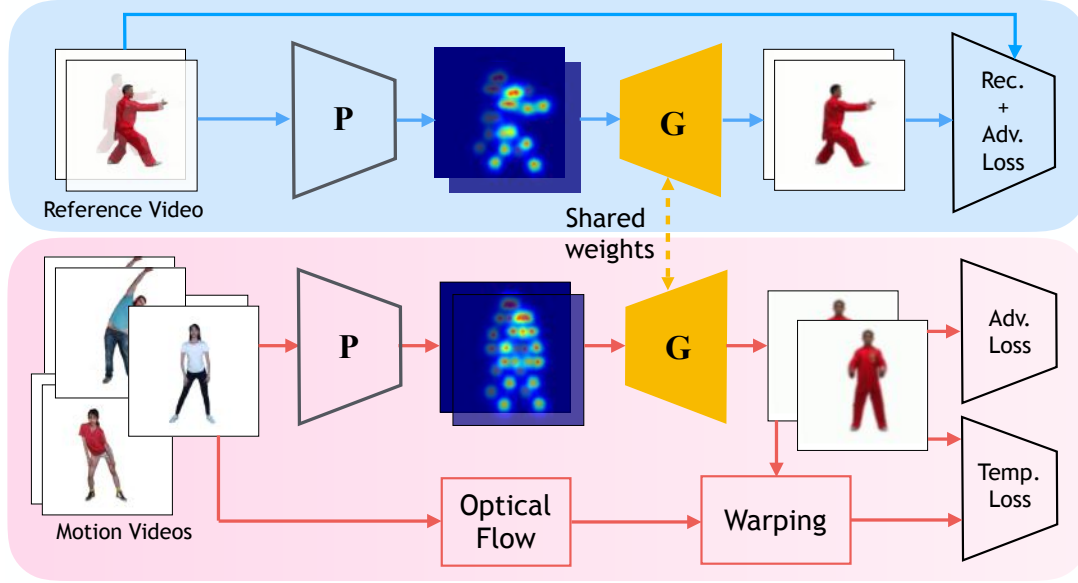 P
G
Rec.
+
Adv.
Loss
Reference Video
Shared
weights
P
G
Adv.
Loss
Optical
Flow
Warping
Temp.
Loss
Motion Videos